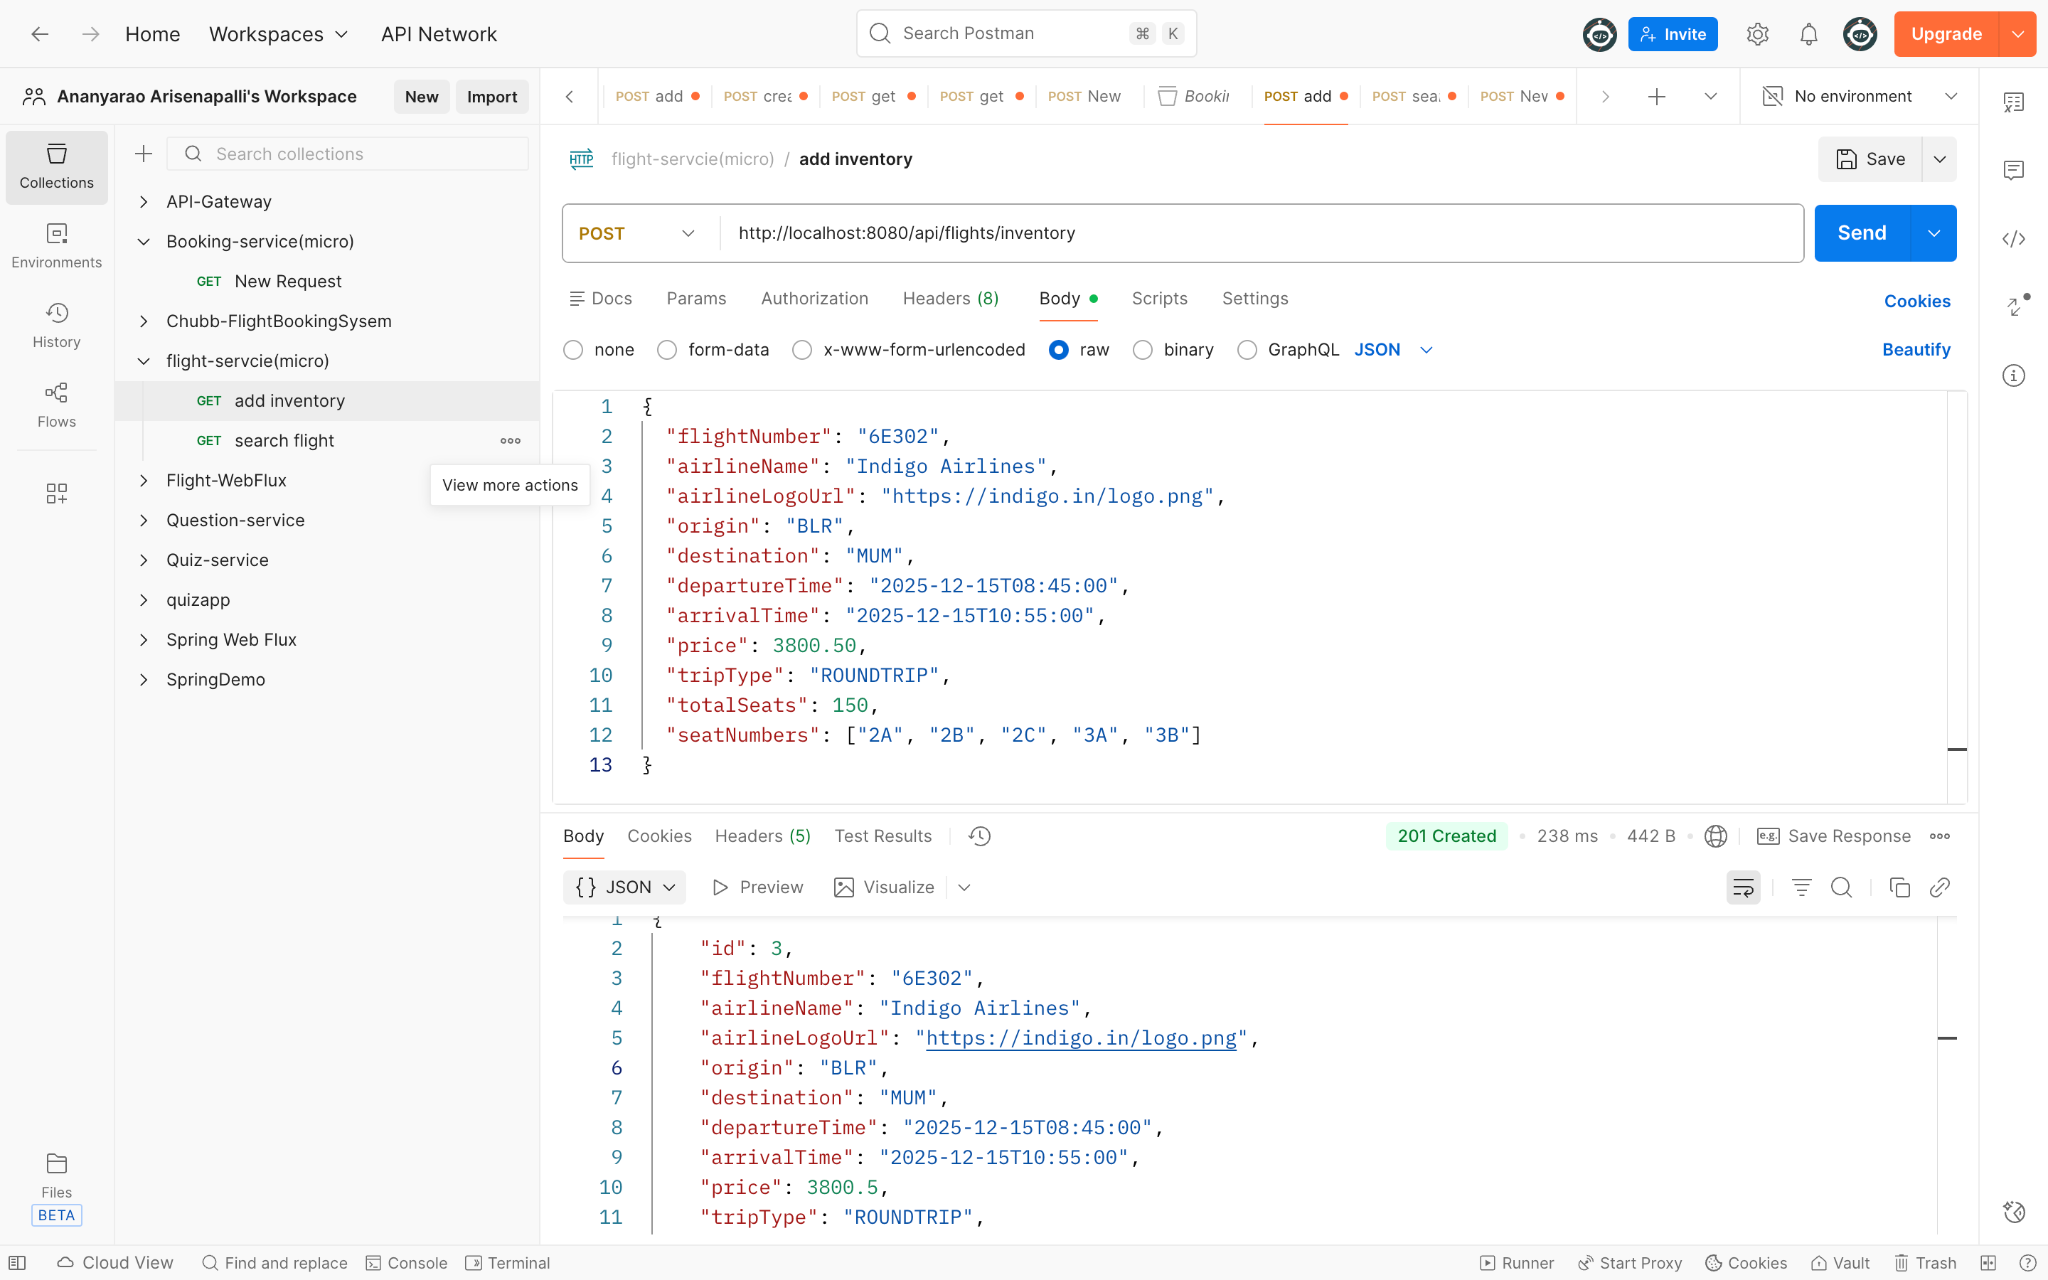 Home Workspaces API Network Search Postman ⌘ K Invite Upgrade
Ananyarao Arisenapalli's Workspace New Import
POST add POST crea POST get POST get POST New Bookin POST add POST sea POST New No environment
Collections
Environments
History
Flows
Files
BETA
Search collections
API-Gateway
Booking-service(micro)
GET New Request
Chubb-FlightBookingSysem
flight-servcie(micro)
GET add inventory
GET search flight
View more actions
Flight-WebFlux
Question-service
Quiz-service
quizapp
Spring Web Flux
SpringDemo
HTTP flight-servcie(micro) / add inventory Save
POST http://localhost:8080/api/flights/inventory Send
Docs Params Authorization Headers (8) Body Scripts Settings Cookies
none form-data x-www-form-urlencoded raw binary GraphQL JSON Beautify
1 {
2 "flightNumber": "6E302",
3 "airlineName": "Indigo Airlines",
4 "airlineLogoUrl": "https://indigo.in/logo.png",
5 "origin": "BLR",
6 "destination": "MUM",
7 "departureTime": "2025-12-15T08:45:00",
8 "arrivalTime": "2025-12-15T10:55:00",
9 "price": 3800.50,
10 "tripType": "ROUNDTRIP",
11 "totalSeats": 150,
12 "seatNumbers": ["2A", "2B", "2C", "3A", "3B"]
13 }
Body Cookies Headers (5) Test Results 201 Created 238 ms 442 B e.g. Save Response
{} JSON Preview Visualize
1 {
2 "id": 3,
3 "flightNumber": "6E302",
4 "airlineName": "Indigo Airlines",
5 "airlineLogoUrl": "https://indigo.in/logo.png",
6 "origin": "BLR",
7 "destination": "MUM",
8 "departureTime": "2025-12-15T08:45:00",
9 "arrivalTime": "2025-12-15T10:55:00",
10 "price": 3800.5,
11 "tripType": "ROUNDTRIP",
Cloud View Find and replace Console Terminal Runner Start Proxy Cookies Vault Trash